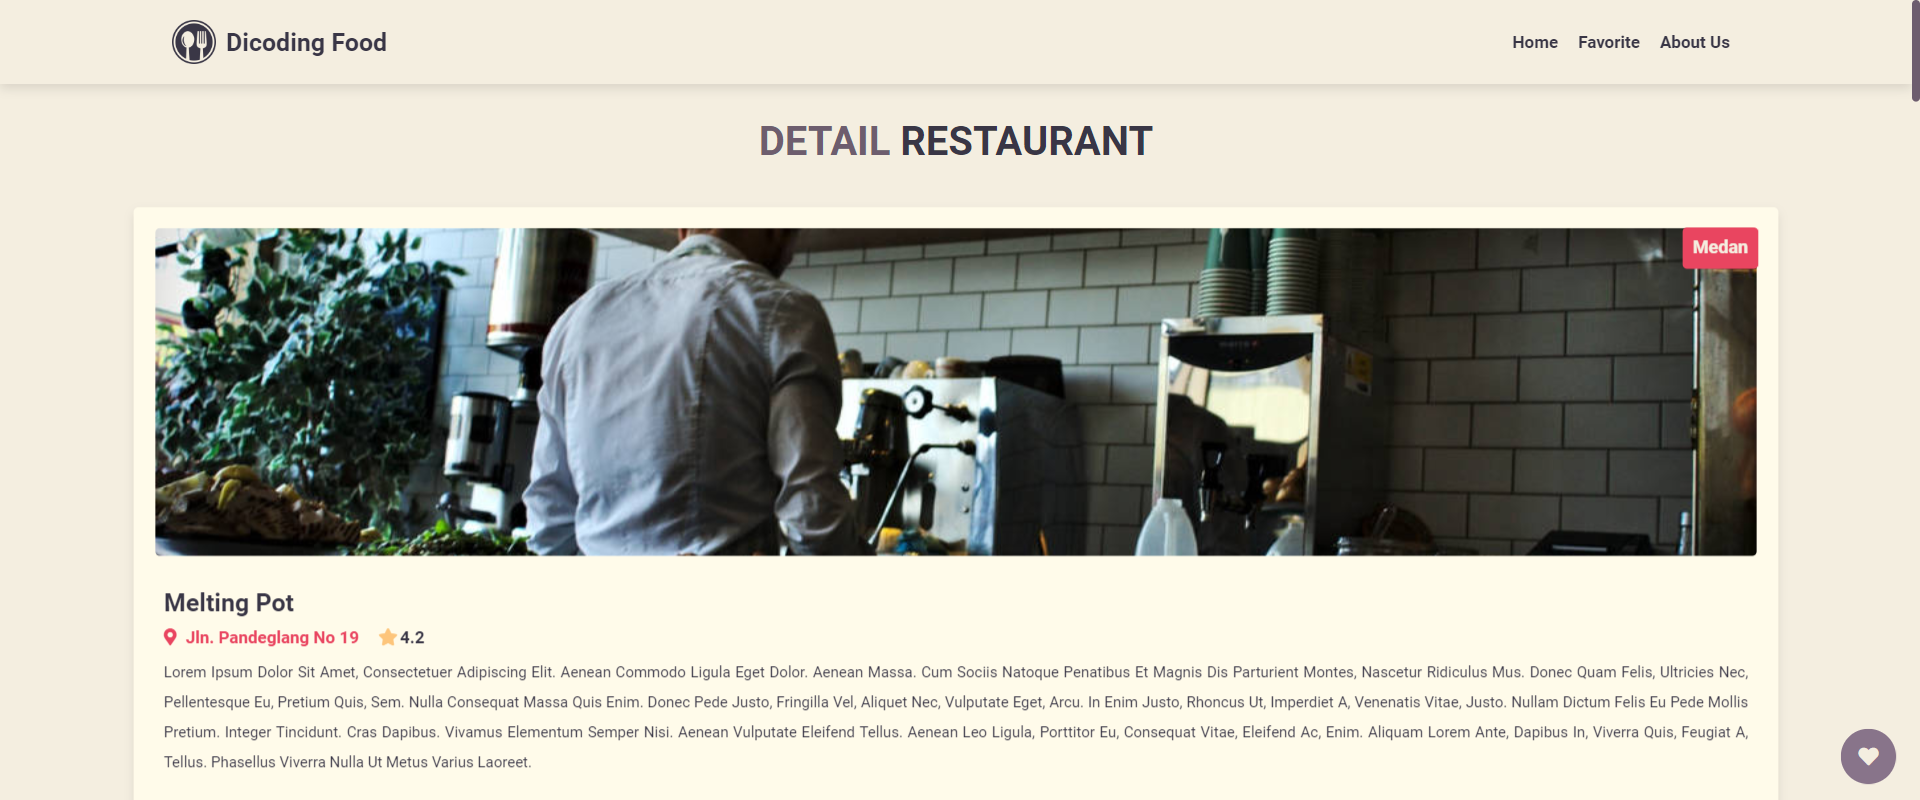 Dicoding Food
Home Favorite About Us
DETAIL RESTAURANT
Medan
Melting Pot
Jln. Pandeglang No 19 4.2
Lorem Ipsum Dolor Sit Amet, Consectetuer Adipiscing Elit. Aenean Commodo Ligula Eget Dolor. Aenean Massa. Cum Sociis Natoque Penatibus Et Magnis Dis Parturient Montes, Nascetur Ridiculus Mus. Donec Quam Felis, Ultricies Nec,
Pellentesque Eu, Pretium Quis, Sem. Nulla Consequat Massa Quis Enim. Donec Pede Justo, Fringilla Vel, Aliquet Nec, Vulputate Eget, Arcu. In Enim Justo, Rhoncus Ut, Imperdiet A, Venenatis Vitae, Justo. Nullam Dictum Felis Eu Pede Mollis
Pretium. Integer Tincidunt. Cras Dapibus. Vivamus Elementum Semper Nisi. Aenean Vulputate Eleifend Tellus. Aenean Leo Ligula, Porttitor Eu, Consequat Vitae, Eleifend Ac, Enim. Aliquam Lorem Ante, Dapibus In, Viverra Quis, Feugiat A,
Tellus. Phasellus Viverra Nulla Ut Metus Varius Laoreet.